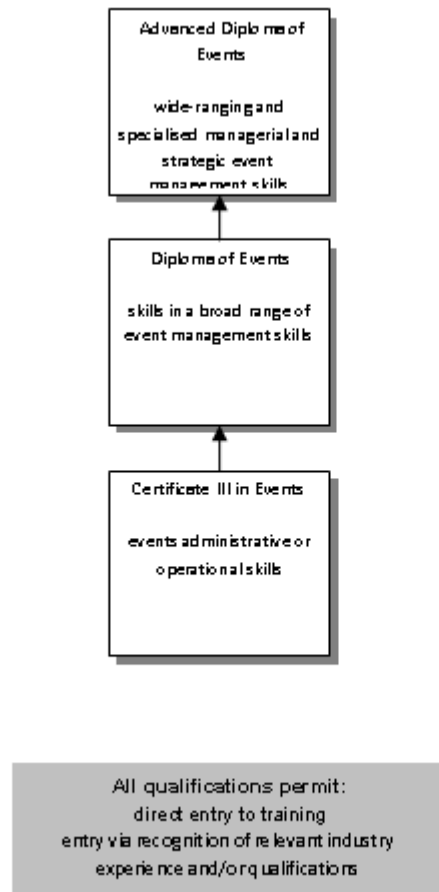 Advanced Diploma of
Events
wide-ranging and
specialised managerial and
strategic event
management skills
Diploma of Events
skills in a broad range of
event management skills
Certificate III in Events
events administrative or
operational skills
All qualifications permit:
direct entry to training
entry via recognition of relevant industry
experience and/or qualifications